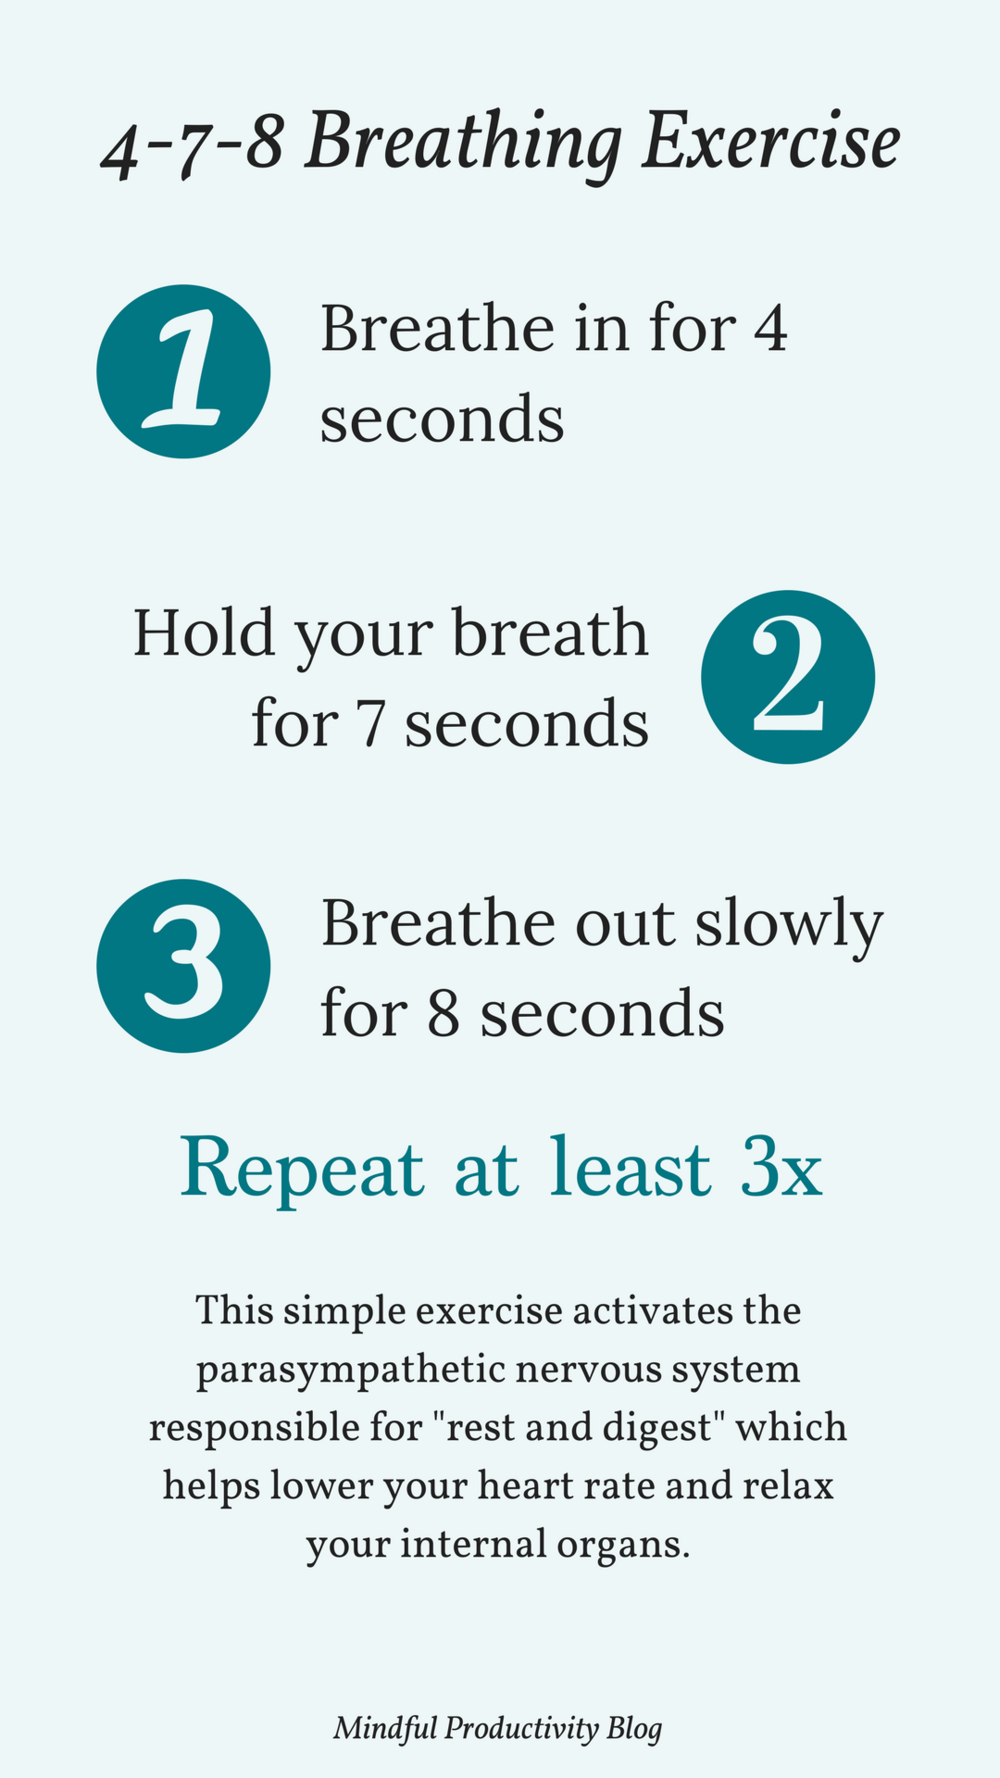 4-7-8 Breathing Exercise
1
Breathe in for 4
seconds
Hold your breath
for 7 seconds
2
3
Breathe out slowly
for 8 seconds
Repeat at least 3x
This simple exercise activates the
parasympathetic nervous system
responsible for "rest and digest" which
helps lower your heart rate and relax
your internal organs.
Mindful Productivity Blog